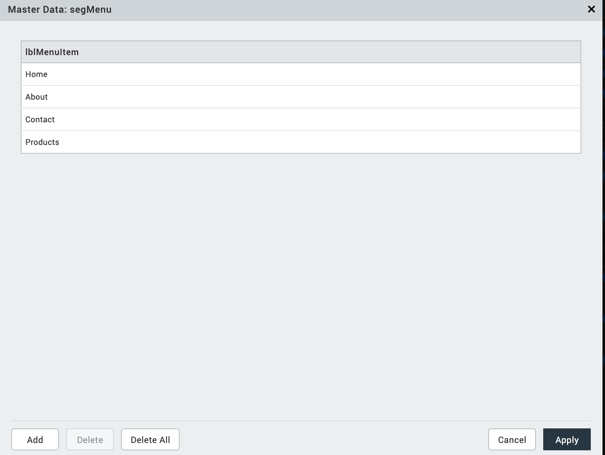 Master Data: segMenu
lblMenuItem
Home
About
Contact
Products
Add Delete Delete All Cancel Apply